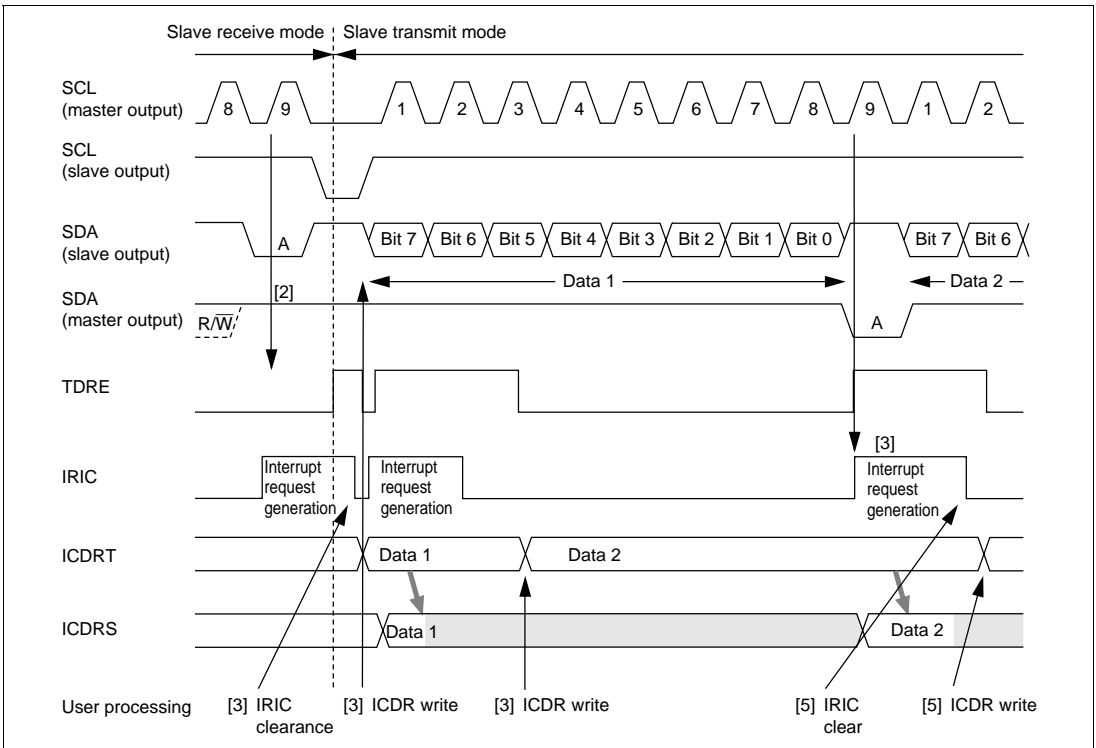 Slave receive mode Slave transmit mode
SCL
(master output)
8 9 1 2 3 4 5 6 7 8 9 1 2
SCL
(slave output)
SDA
(slave output)
A Bit 7 Bit 6 Bit 5 Bit 4 Bit 3 Bit 2 Bit 1 Bit 0 Bit 7 Bit 6
Data 1 Data 2
[2]
SDA
(master output)
R/W̅ A
TDRE
[3]
IRIC
Interrupt
request
generation
Interrupt
request
generation
Interrupt
request
generation
ICDRT Data 1 Data 2
ICDRS Data 1 Data 2
User processing [3] IRIC
clearance
[3] ICDR write [3] ICDR write [5] IRIC
clear
[5] ICDR write